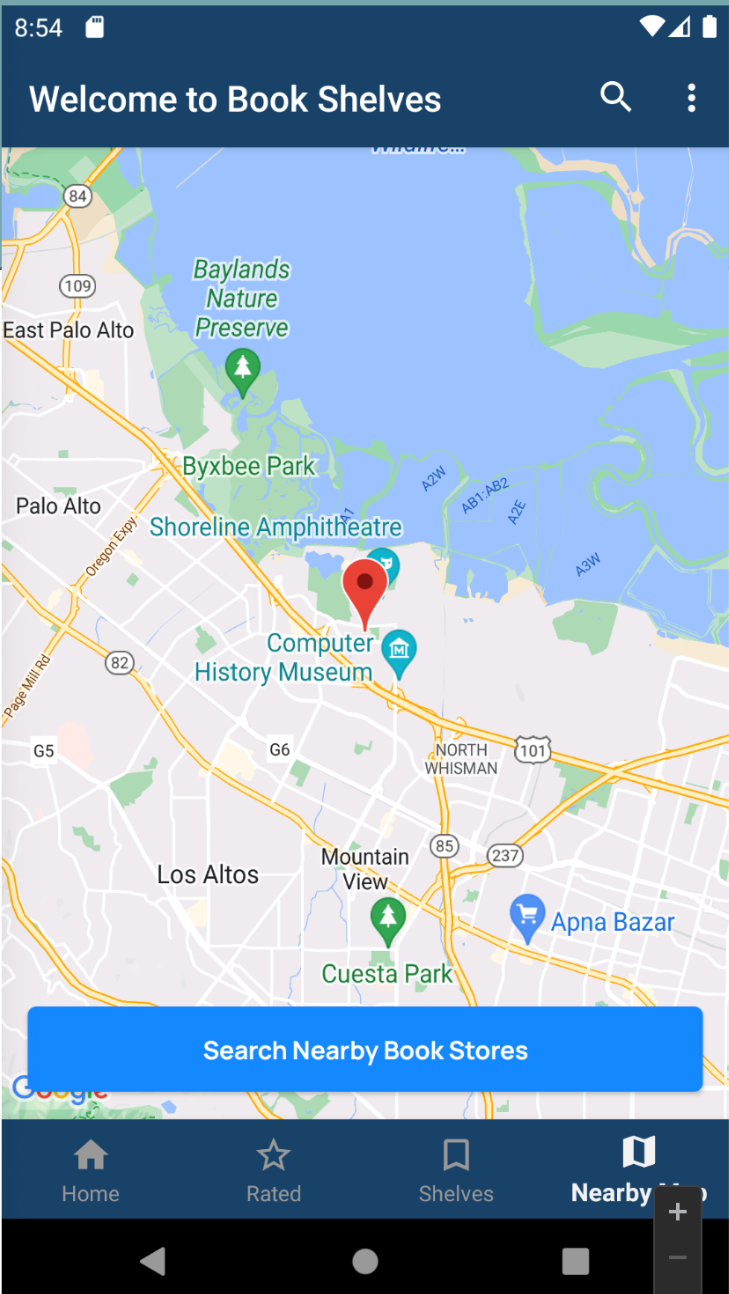 8:54
Welcome to Book Shelves
Wildlife...
84
Baylands
Nature
Preserve
109
East Palo Alto
Byxbee Park
A2W
AB1-AB2
Palo Alto
A1
A2E
Shoreline Amphitheatre
Oregon Expy
A3W
Computer
History Museum
82
Page Mill Rd
G5
G6
NORTH
WHISMAN
101
85
237
Mountain
View
Los Altos
Apna Bazar
Cuesta Park
Search Nearby Book Stores
Google
Home
Rated
Shelves
Nearby
+
−